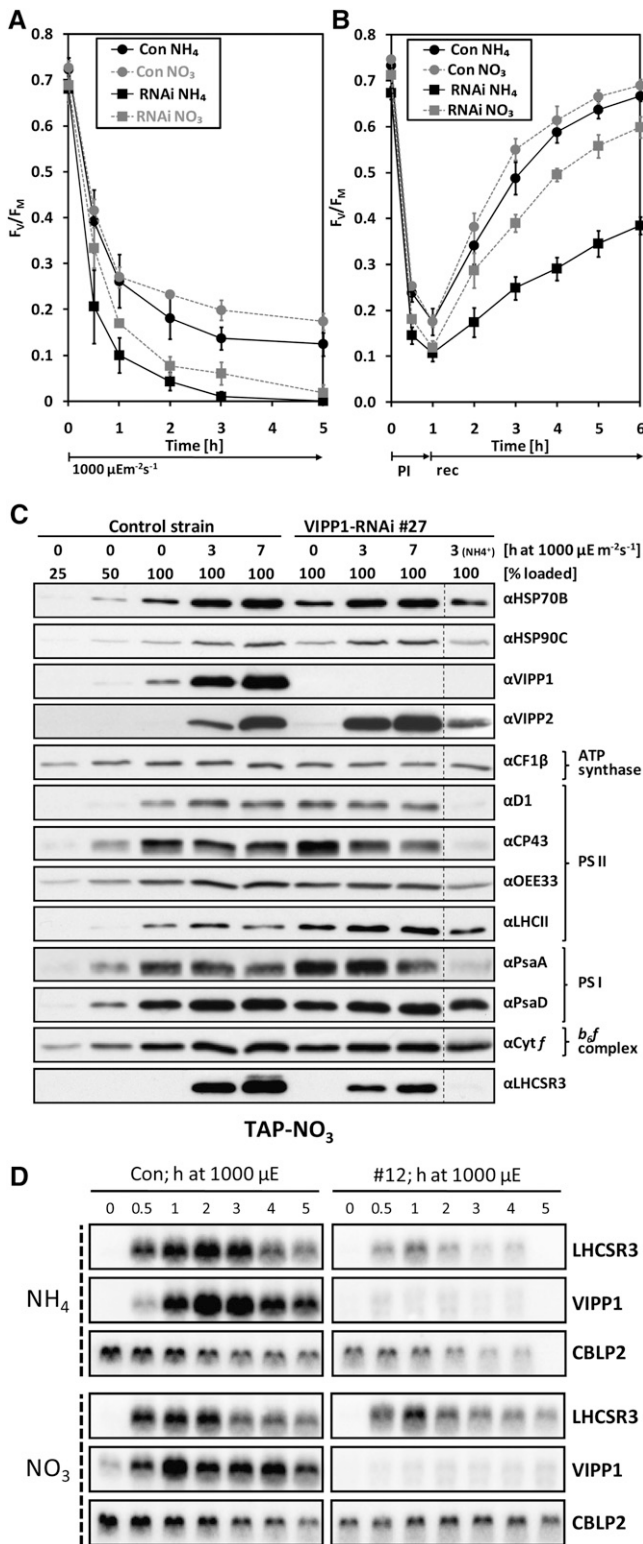 A
B
Con NH4
Con NO3
RNAi NH4
RNAi NO3
Con NH4
Con NO3
RNAi NH4
RNAi NO3
FV/FM
FV/FM
0.8
0.7
0.6
0.5
0.4
0.3
0.2
0.1
0
0.8
0.7
0.6
0.5
0.4
0.3
0.2
0.1
0.0
0 1 2 3 4 5
0 1 2 3 4 5 6
Time [h]
Time [h]
1000 µEm-2s-1
PI rec
C
Control strain VIPP1-RNAi #27
0 0 0 3 7 0 3 7 3 (NH4+) [h at 1000 µE m-2s-1]
25 50 100 100 100 100 100 100 100 [% loaded]
αHSP70B
αHSP90C
αVIPP1
αVIPP2
αCF1β
ATP
synthase
αD1
αCP43
αOEE33
αLHCII
PS II
αPsaA
αPsaD
PS I
αCyt f
b6f
complex
αLHCSR3
TAP-NO3
D
Con; h at 1000 µE #12; h at 1000 µE
0 0.5 1 2 3 4 5 0 0.5 1 2 3 4 5
NH4
LHCSR3
VIPP1
CBLP2
NO3
LHCSR3
VIPP1
CBLP2